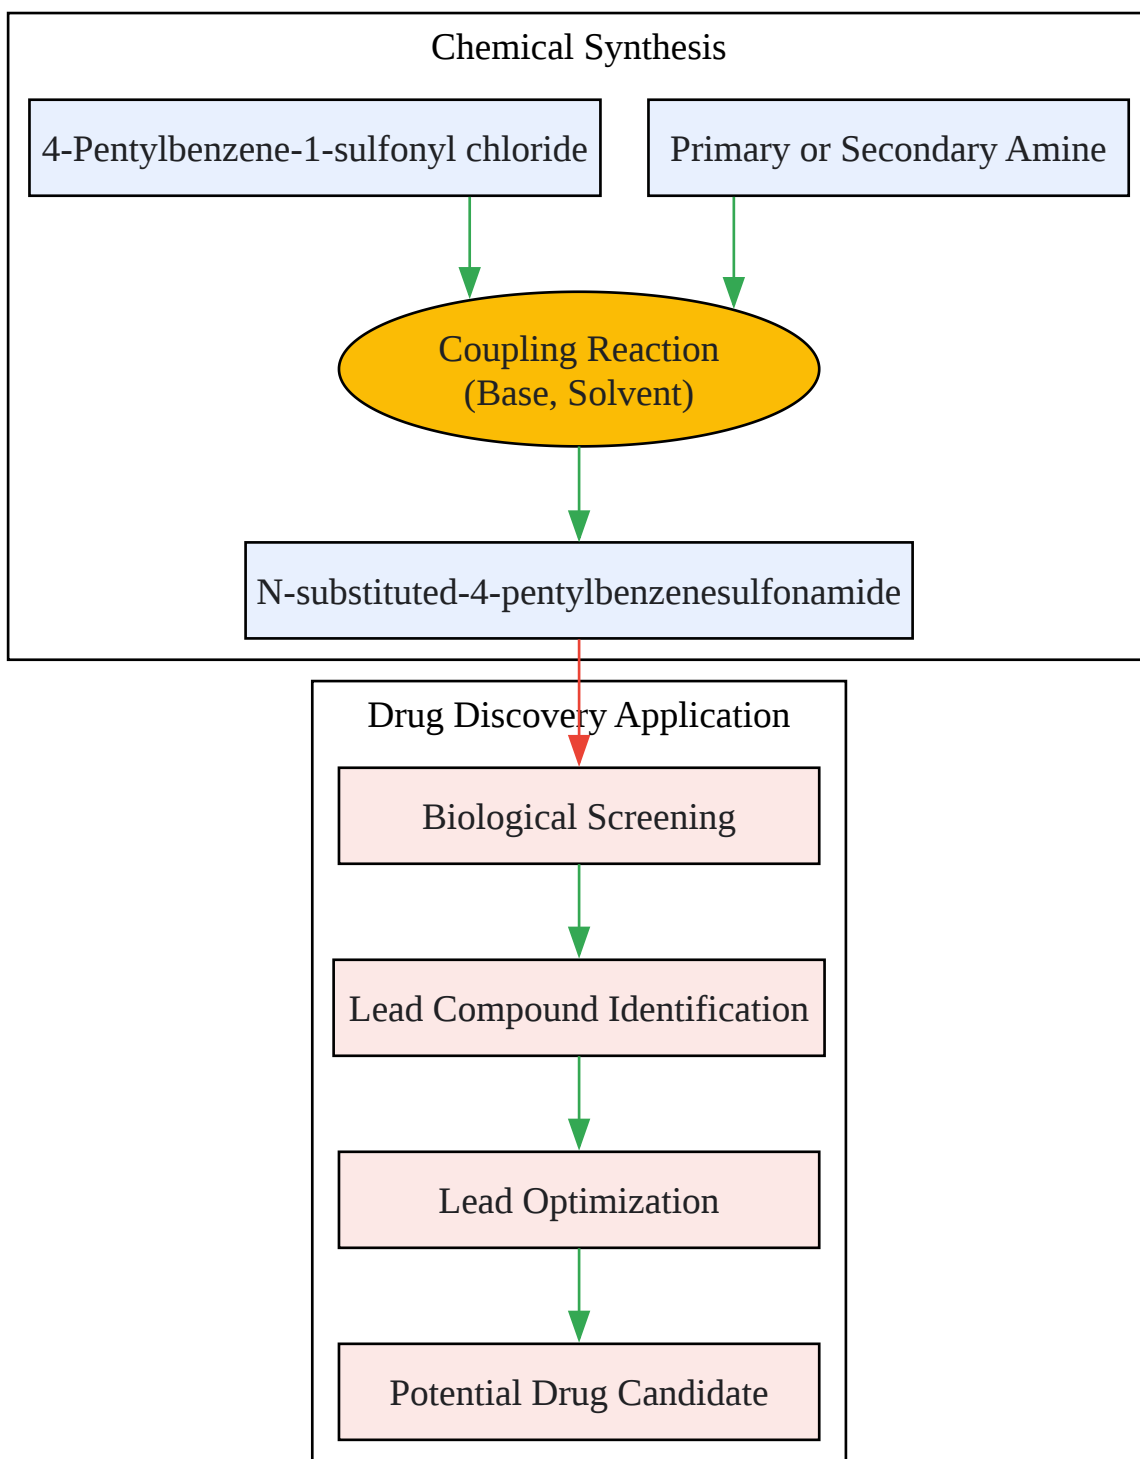 Chemical Synthesis
4-Pentylbenzene-1-sulfonyl chloride
Primary or Secondary Amine
Coupling Reaction
(Base, Solvent)
N-substituted-4-pentylbenzenesulfonamide
Drug Discovery Application
Biological Screening
Lead Compound Identification
Lead Optimization
Potential Drug Candidate